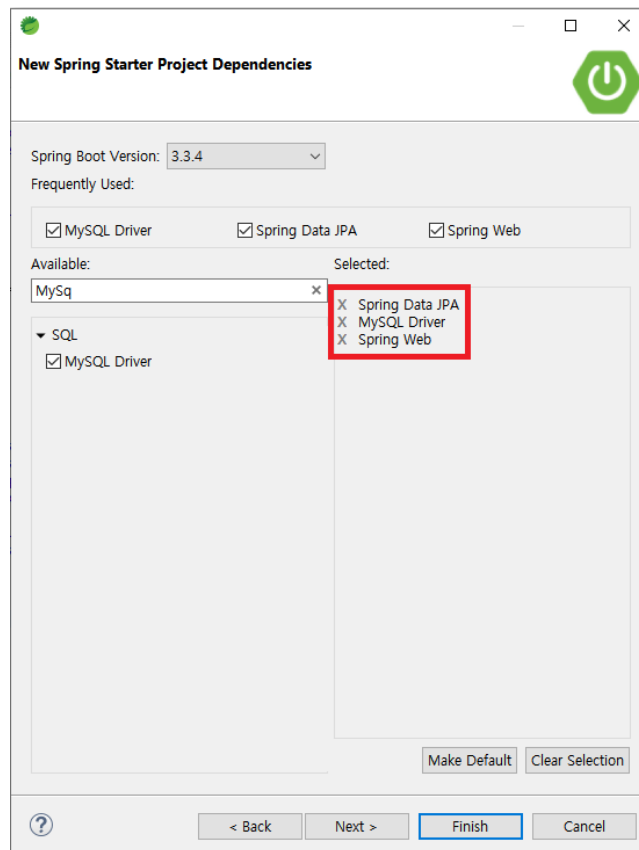 New Spring Starter Project Dependencies
Spring Boot Version: 3.3.4
Frequently Used:
MySQL Driver Spring Data JPA Spring Web
Available: Selected:
MySq
X Spring Data JPA
X MySQL Driver
X Spring Web
SQL
MySQL Driver
Make Default Clear Selection
? < Back Next > Finish Cancel